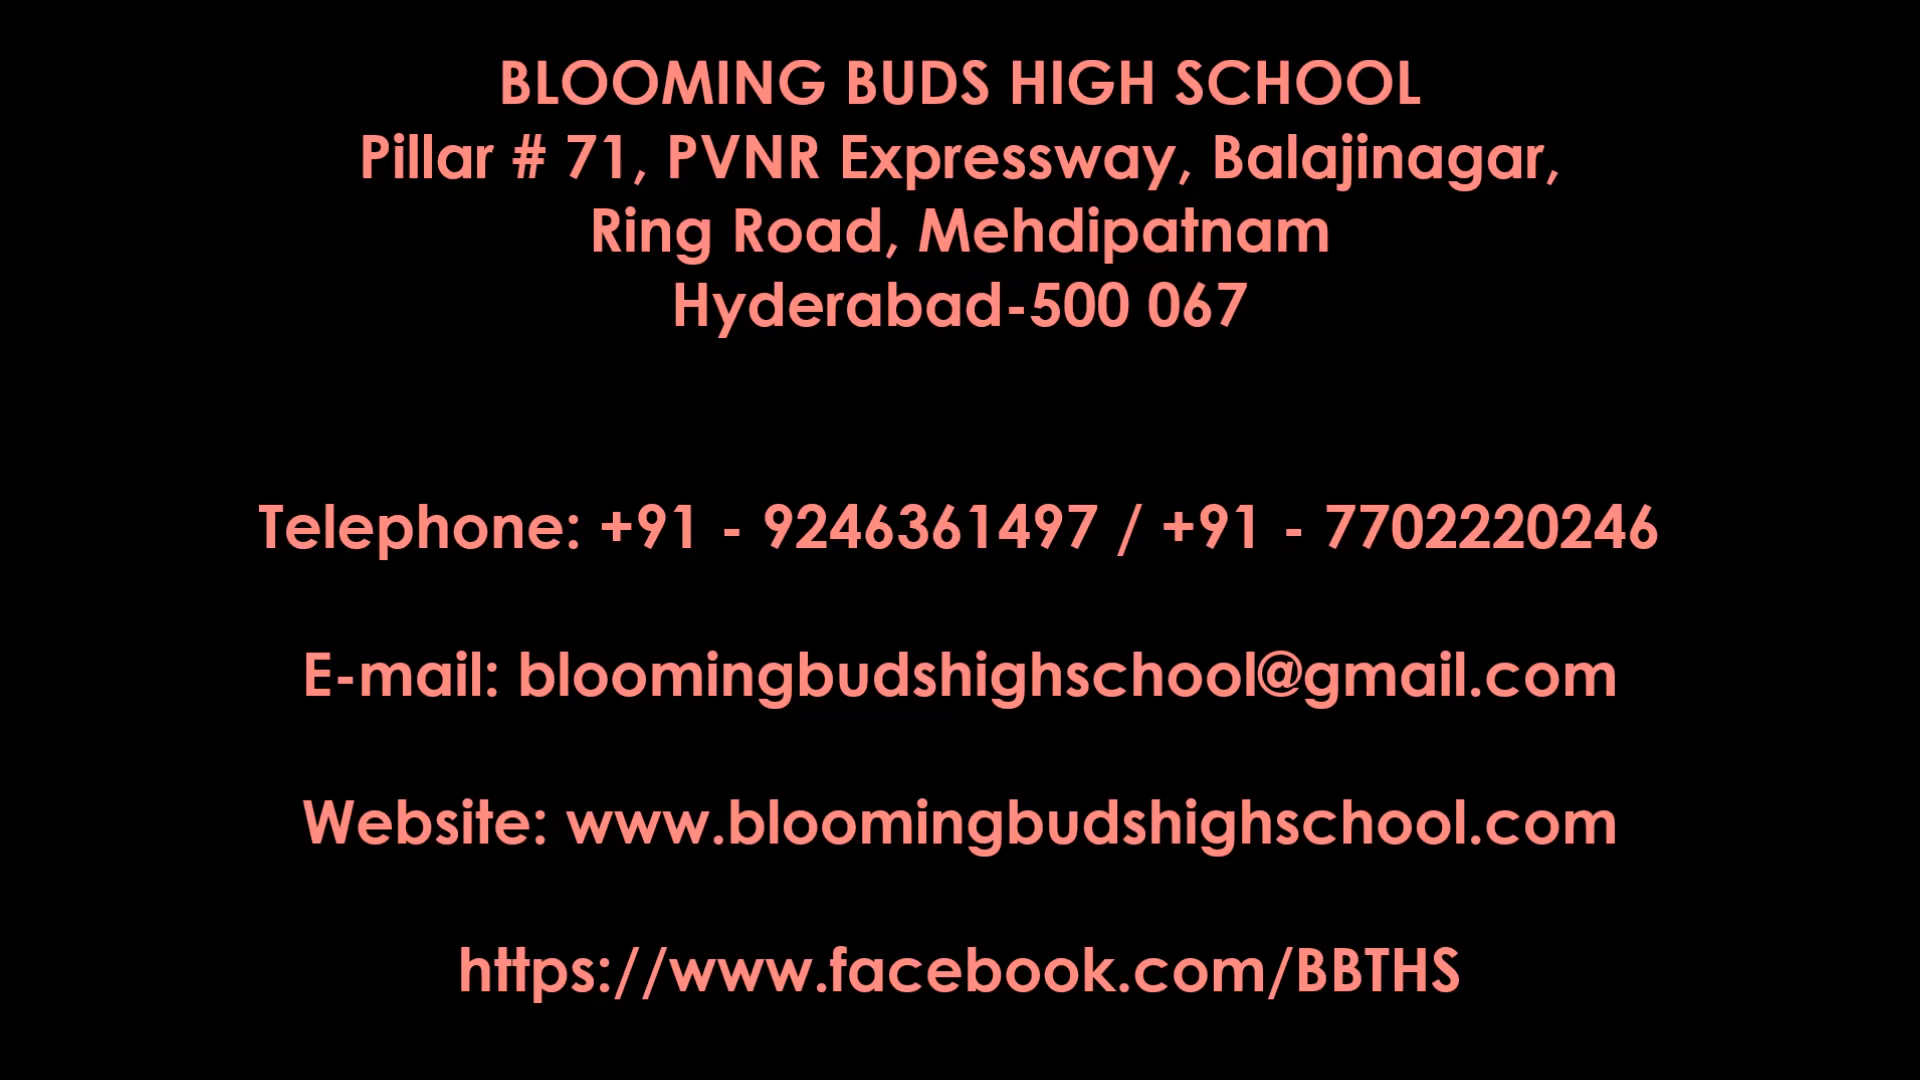 BLOOMING BUDS HIGH SCHOOL
Pillar # 71, PVNR Expressway, Balajinagar,
Ring Road, Mehdipatnam
Hyderabad-500 067
Telephone: +91 - 9246361497 / +91 - 7702220246
E-mail: bloomingbudshighschool@gmail.com
Website: www.bloomingbudshighschool.com
https://www.facebook.com/BBTHS